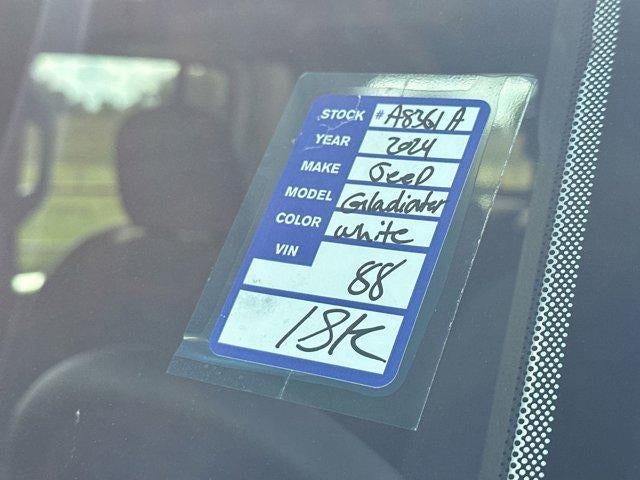 STOCK # A8361A
YEAR 2024
MAKE Jeep
MODEL Gladiator
COLOR white
VIN
88
18K